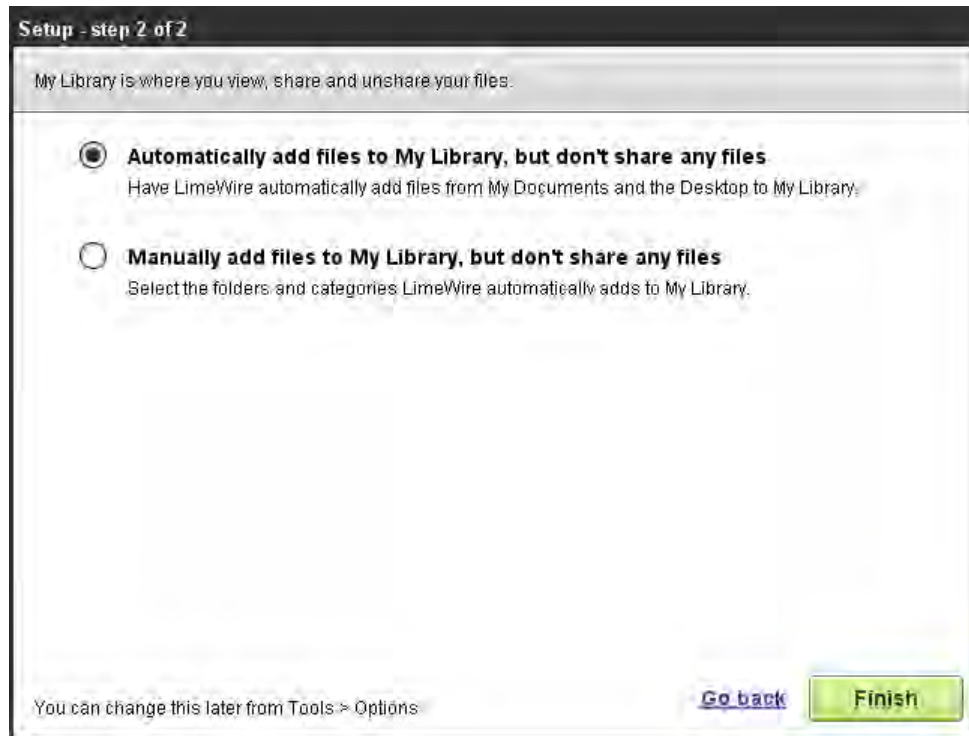 Setup - step 2 of 2
My Library is where you view, share and unshare your files.
Automatically add files to My Library, but don't share any files
Have LimeWire automatically add files from My Documents and the Desktop to My Library.
Manually add files to My Library, but don't share any files
Select the folders and categories LimeWire automatically adds to My Library.
You can change this later from Tools > Options
Go back
Finish